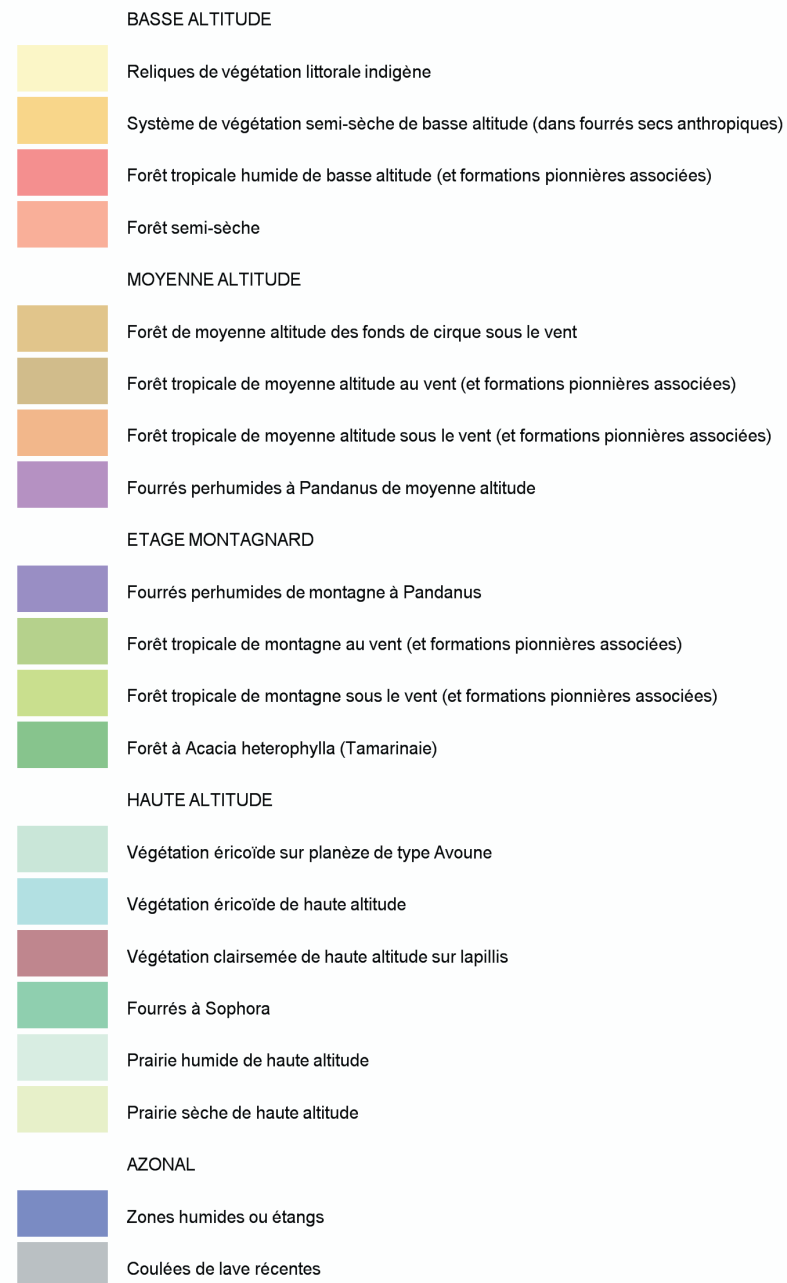 BASSE ALTITUDE
Reliques de végétation littorale indigène
Système de végétation semi-sèche de basse altitude (dans fourrés secs anthropiques)
Forêt tropicale humide de basse altitude (et formations pionnières associées)
Forêt semi-sèche
MOYENNE ALTITUDE
Forêt de moyenne altitude des fonds de cirque sous le vent
Forêt tropicale de moyenne altitude au vent (et formations pionnières associées)
Forêt tropicale de moyenne altitude sous le vent (et formations pionnières associées)
Fourrés perhumides à Pandanus de moyenne altitude
ETAGE MONTAGNARD
Fourrés perhumides de montagne à Pandanus
Forêt tropicale de montagne au vent (et formations pionnières associées)
Forêt tropicale de montagne sous le vent (et formations pionnières associées)
Forêt à Acacia heterophylla (Tamarinaie)
HAUTE ALTITUDE
Végétation éricoïde sur planèze de type Avoune
Végétation éricoïde de haute altitude
Végétation clairsemée de haute altitude sur lapillis
Fourrés à Sophora
Prairie humide de haute altitude
Prairie sèche de haute altitude
AZONAL
Zones humides ou étangs
Coulées de lave récentes